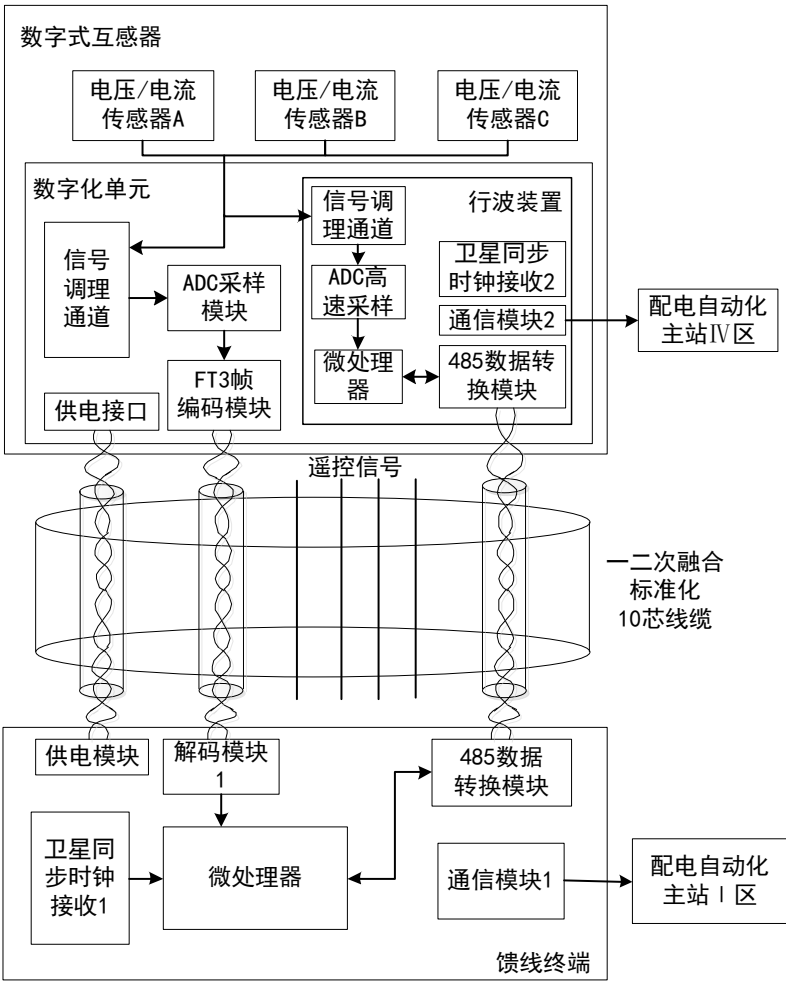 数字式互感器
电压/电流
传感器A
电压/电流
传感器B
电压/电流
传感器C
数字化单元
信号
调理
通道
ADC采样
模块
FT3帧
编码模块
供电接口
行波装置
信号调
理通道
ADC高
速采样
微处理
器
卫星同步
时钟接收2
通信模块2
485数据转
换模块
配电自动化
主站Ⅳ区
遥控信号
一二次融合
标准化
10芯线缆
供电模块
解码模块
1
485数据
转换模块
卫星同
步时钟
接收1
微处理器
通信模块1
配电自动化
主站Ⅰ区
馈线终端